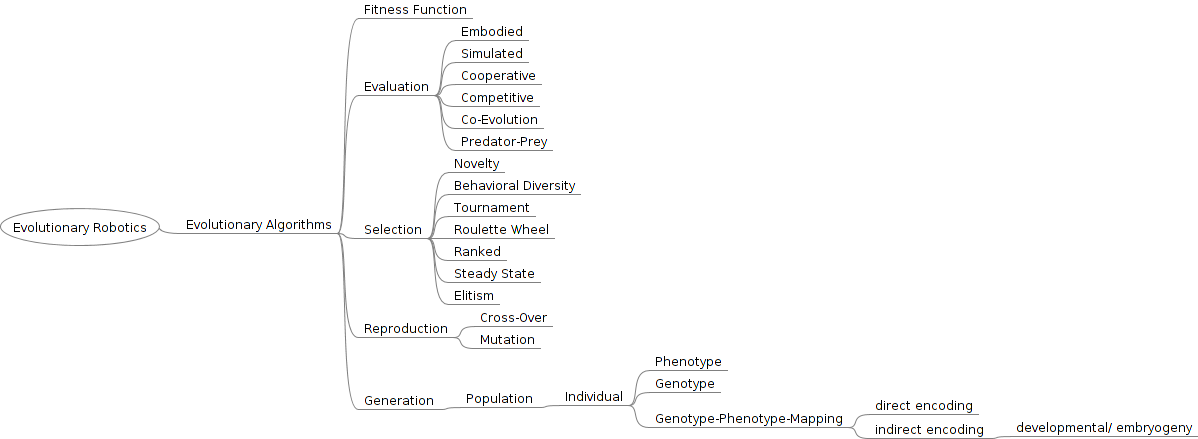 Evolutionary Robotics
Evolutionary Algorithms
Fitness Function
Evaluation
Embodied
Simulated
Cooperative
Competitive
Co-Evolution
Predator-Prey
Selection
Novelty
Behavioral Diversity
Tournament
Roulette Wheel
Ranked
Steady State
Elitism
Reproduction
Cross-Over
Mutation
Generation
Population
Individual
Phenotype
Genotype
Genotype-Phenotype-Mapping
direct encoding
indirect encoding
developmental/ embryogeny